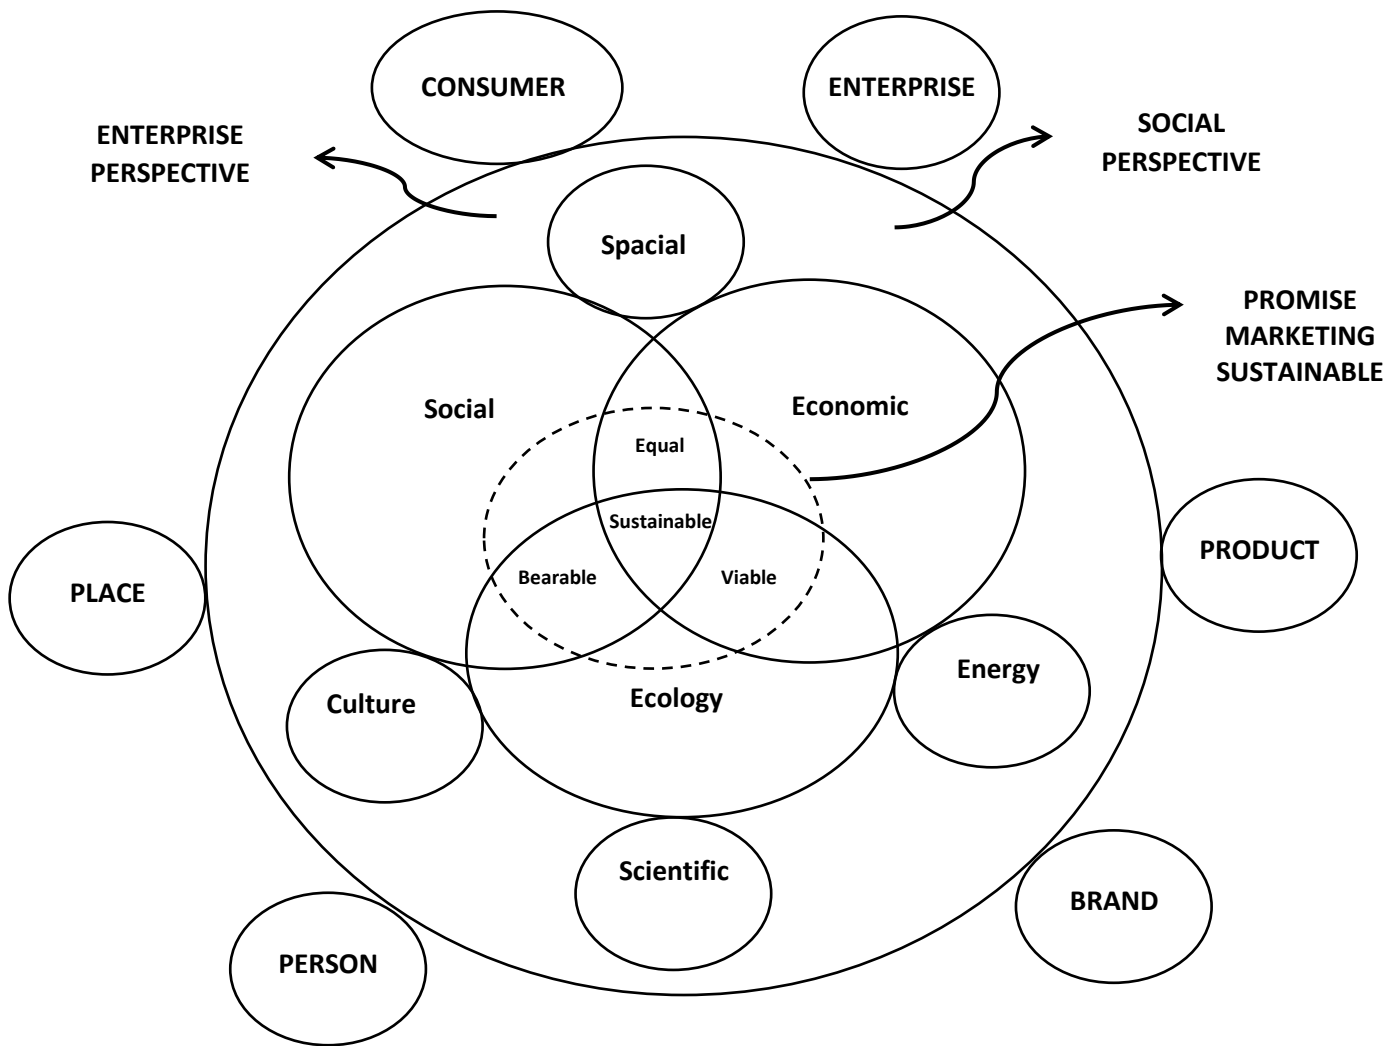 CONSUMER
ENTERPRISE
ENTERPRISE
PERSPECTIVE
SOCIAL
PERSPECTIVE
Spacial
PROMISE
MARKETING
SUSTAINABLE
Social
Economic
Equal
Sustainable
Bearable
Viable
PLACE
PRODUCT
Culture
Ecology
Energy
Scientific
BRAND
PERSON